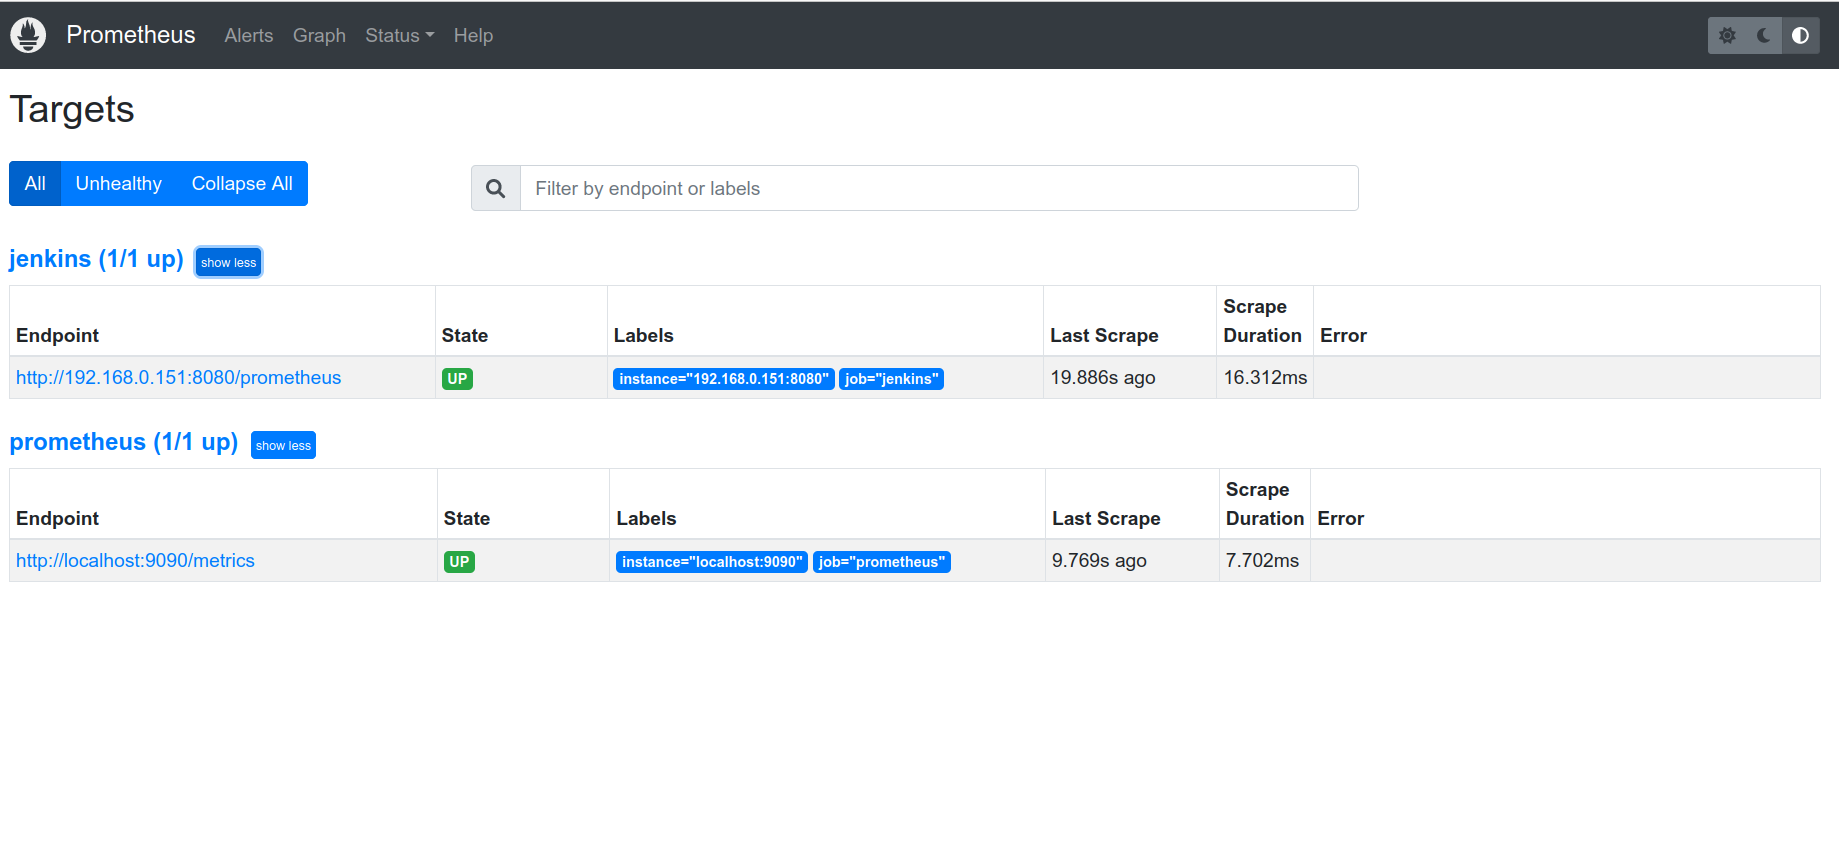 Prometheus Alerts Graph Status Help
Targets
All Unhealthy Collapse All
Filter by endpoint or labels
jenkins (1/1 up) show less
Endpoint State Labels Last Scrape Scrape Duration Error
http://192.168.0.151:8080/prometheus UP instance="192.168.0.151:8080" job="jenkins" 19.886s ago 16.312ms
prometheus (1/1 up) show less
Endpoint State Labels Last Scrape Scrape Duration Error
http://localhost:9090/metrics UP instance="localhost:9090" job="prometheus" 9.769s ago 7.702ms